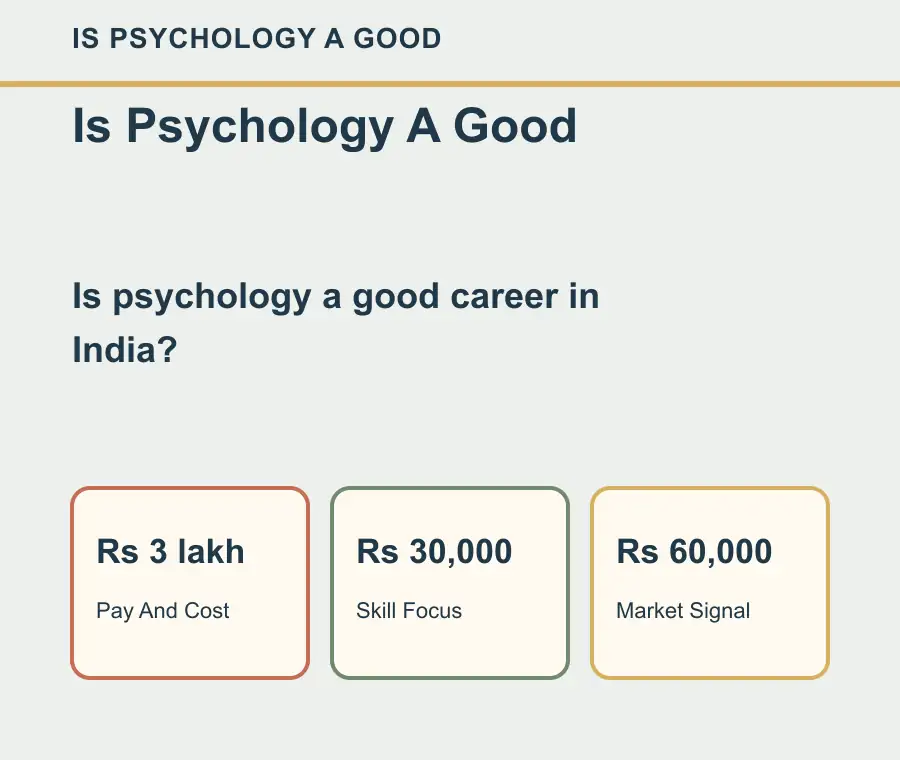 IS PSYCHOLOGY A GOOD
Is Psychology A Good
Is psychology a good career in
India?
Rs 3 lakh
Pay And Cost
Rs 30,000
Skill Focus
Rs 60,000
Market Signal